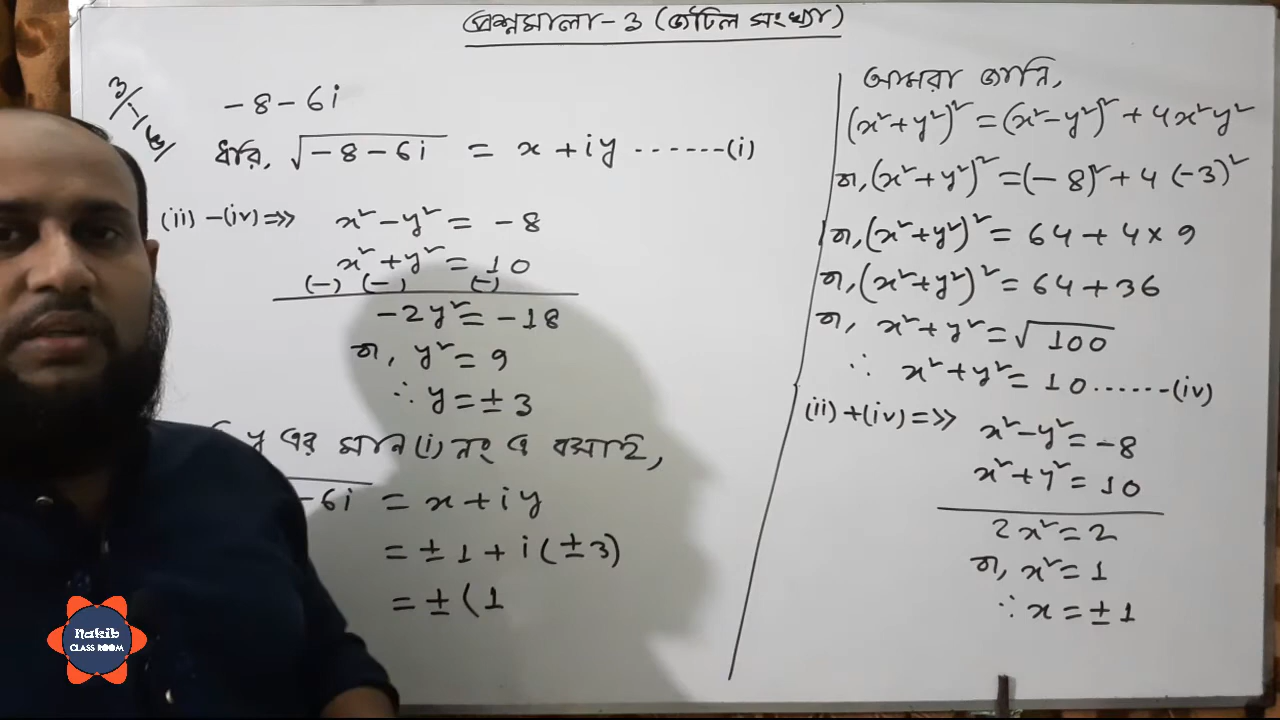 প্রশ্নমালা-3 (জটিল সংখ্যা)
-8-6i
ধরি, √-8-6i = x+iy ......(i)
(ii)-(iv)=>> x²-y² = -8
x²+y² = 10
(-) (-) (-)
-2y² = -18
বা, y² = 9
∴ y = ±3
y এর মান (i) নং এ বসাই,
-6i = x+iy
= ±1 + i(±3)
= ±(1
আমরা জানি,
(x²+y²)² = (x²-y²)² + 4x²y²
বা, (x²+y²)² = (-8)² + 4(-3)²
বা, (x²+y²)² = 64 + 4×9
বা, (x²+y²)² = 64+36
বা, x²+y² = √100
∴ x²+y² = 10......(iv)
(ii)+(iv)=>> x²-y² = -8
x²+y² = 10
2x² = 2
বা, x² = 1
∴ x = ±1
Nakib
CLASS ROOM